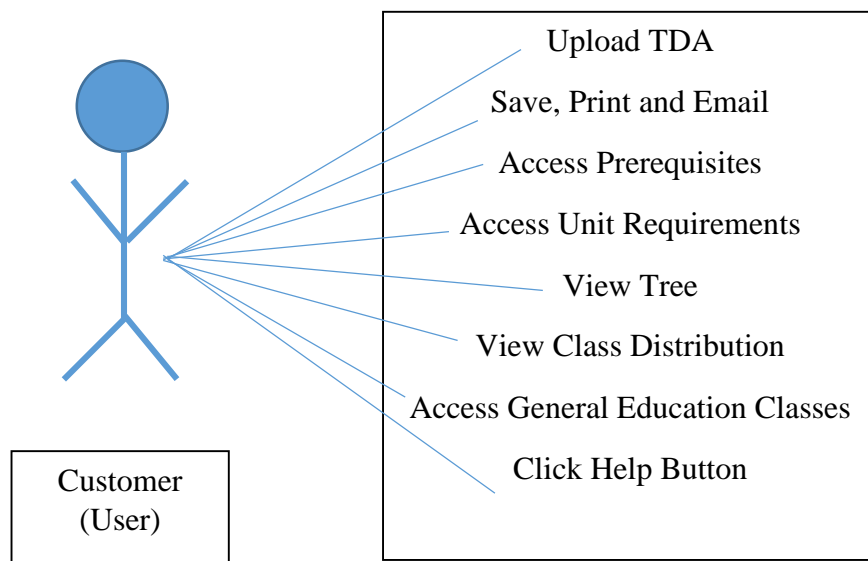 Upload TDA
Save, Print and Email
Access Prerequisites
Access Unit Requirements
View Tree
View Class Distribution
Access General Education Classes
Click Help Button
Customer
(User)